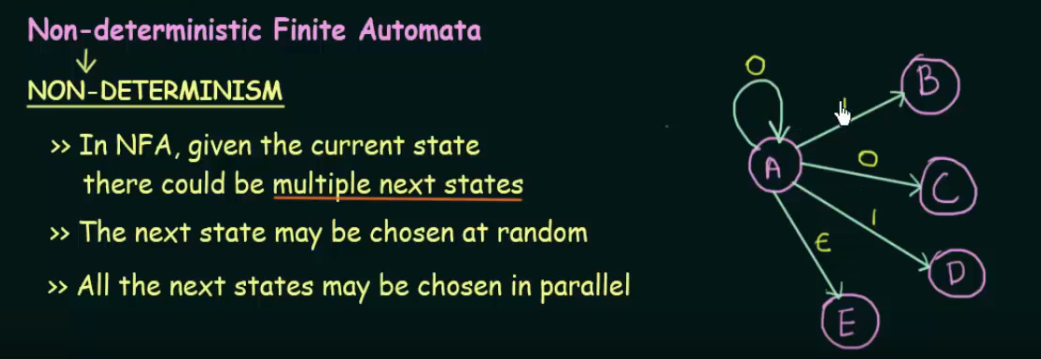 Non-deterministic Finite Automata
NON-DETERMINISM
>> In NFA, given the current state
there could be multiple next states
>> The next state may be chosen at random
>> All the next states may be chosen in parallel
0
B
A
0
C
1
D
ε
E